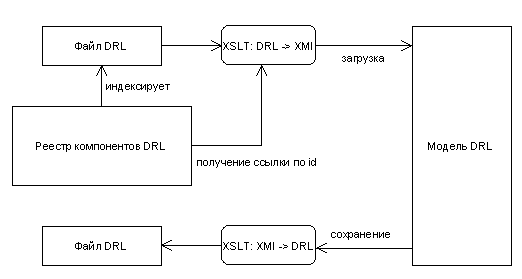 Файл DRL
XSLT: DRL -> XMI
загрузка
индексирует
Реестр компонентов DRL
получение ссылки по id
Модель DRL
сохранение
Файл DRL
XSLT: XMI -> DRL